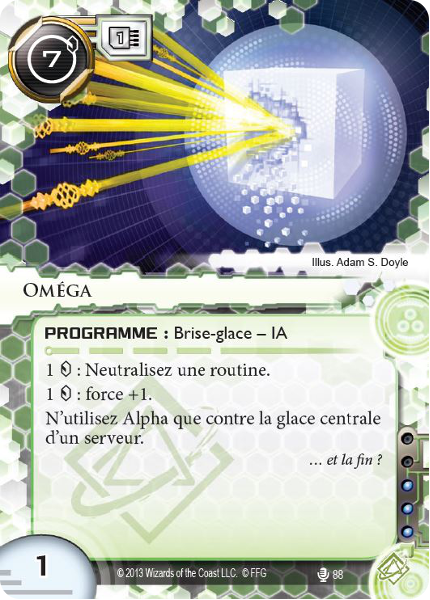 7
1
Illus. Adam S. Doyle
OMÉGA
PROGRAMME : Brise-glace – IA
1 : Neutralisez une routine.
1 : force +1.
N'utilisez Alpha que contre la glace centrale
d'un serveur.
... et la fin ?
1
© 2013 Wizards of the Coast LLC. © FFG
88